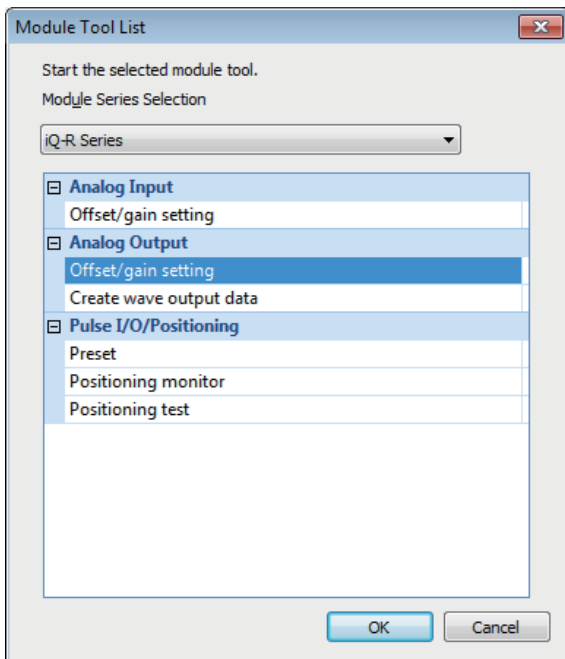 Module Tool List
Start the selected module tool.
Module Series Selection
iQ-R Series
Analog Input
Offset/gain setting
Analog Output
Offset/gain setting
Create wave output data
Pulse I/O/Positioning
Preset
Positioning monitor
Positioning test
OK
Cancel